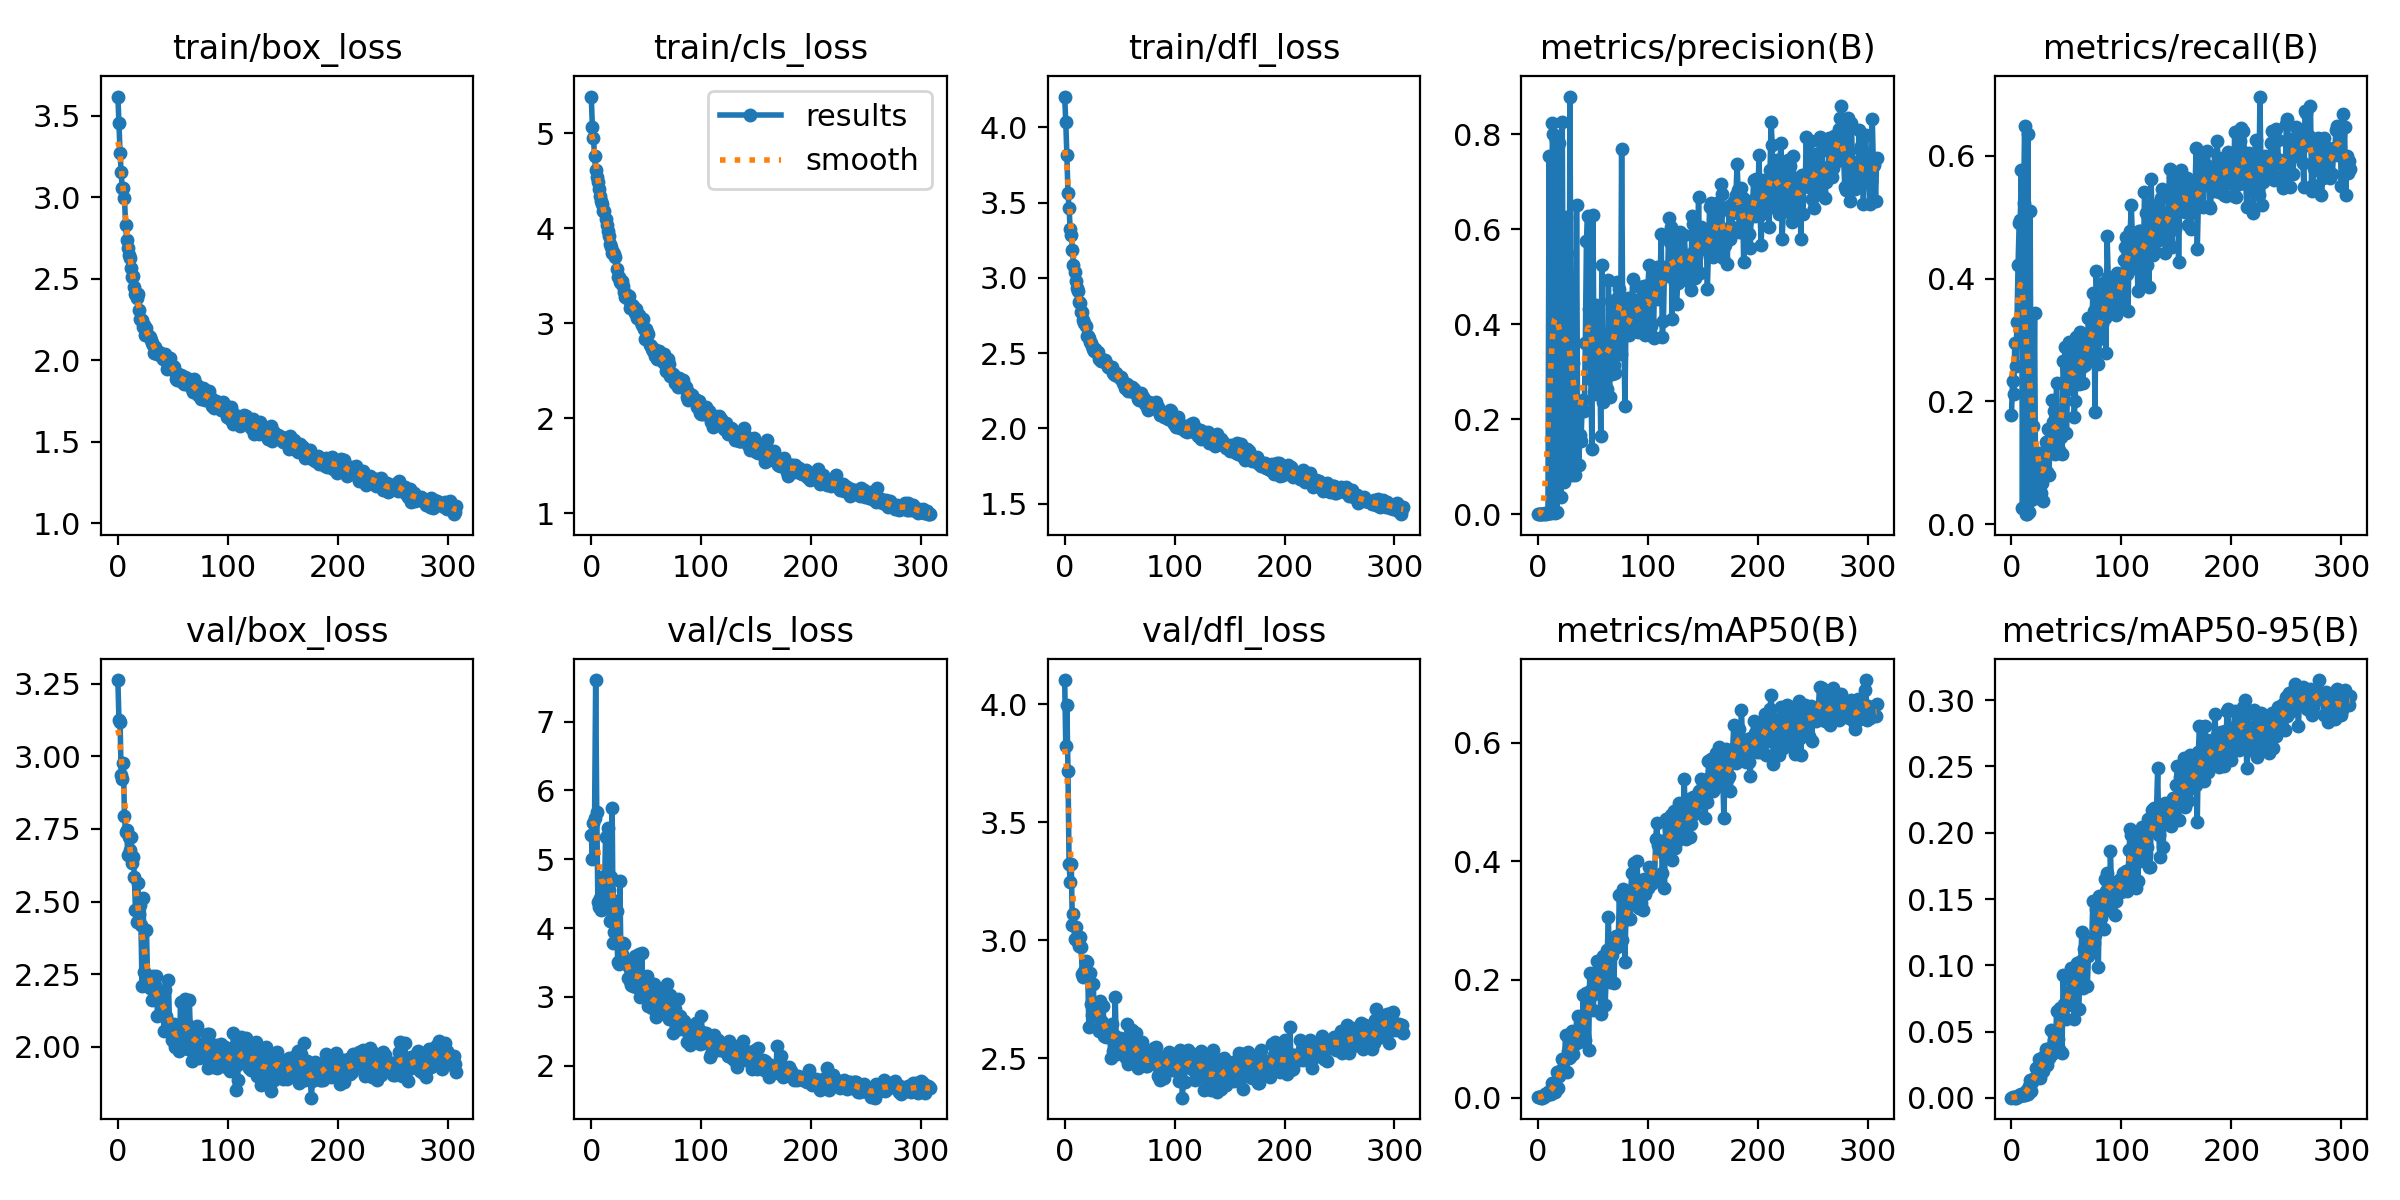 train/box_loss
3.5
3.0
2.5
2.0
1.5
1.0
0 100 200 300
train/cls_loss
results
smooth
5
4
3
2
1
0 100 200 300
train/dfl_loss
4.0
3.5
3.0
2.5
2.0
1.5
0 100 200 300
metrics/precision(B)
0.8
0.6
0.4
0.2
0.0
0 100 200 300
metrics/recall(B)
0.6
0.4
0.2
0.0
0 100 200 300
val/box_loss
3.25
3.00
2.75
2.50
2.25
2.00
0 100 200 300
val/cls_loss
7
6
5
4
3
2
0 100 200 300
val/dfl_loss
4.0
3.5
3.0
2.5
0 100 200 300
metrics/mAP50(B)
0.6
0.4
0.2
0.0
0 100 200 300
metrics/mAP50-95(B)
0.30
0.25
0.20
0.15
0.10
0.05
0.00
0 100 200 300